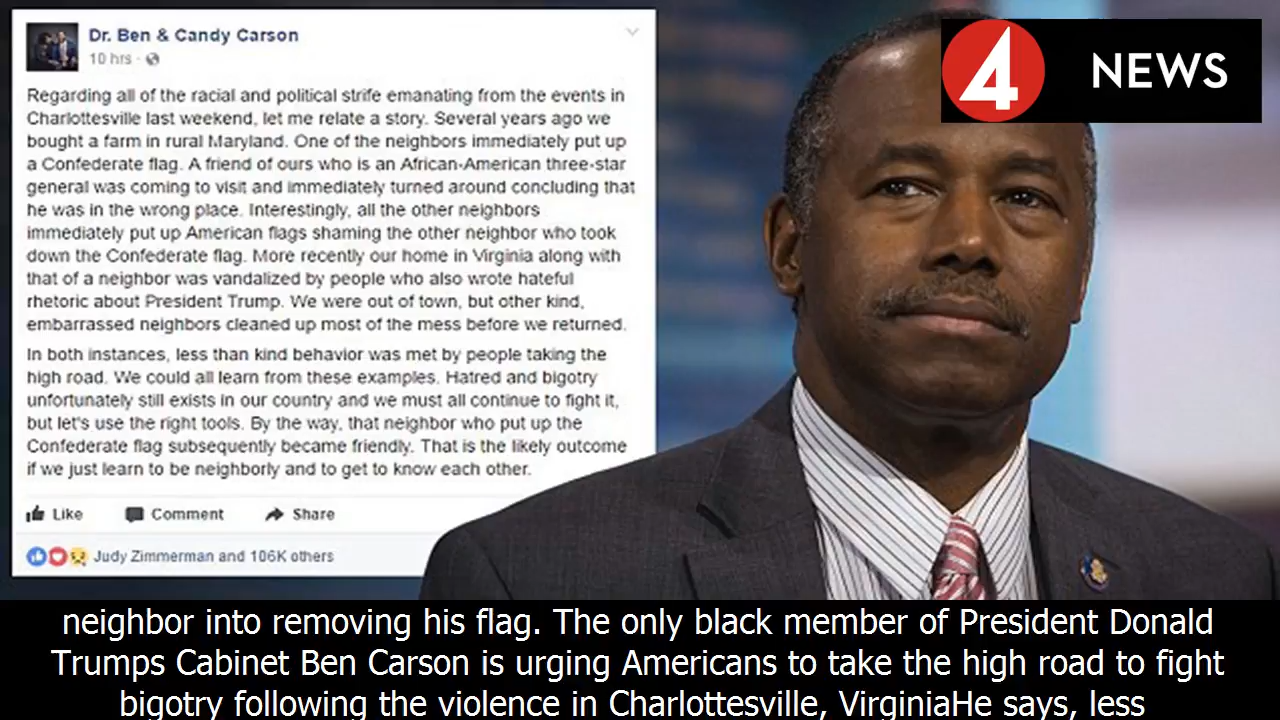 Dr. Ben & Candy Carson
10 hrs
Regarding all of the racial and political strife emanating from the events in
Charlottesville last weekend, let me relate a story. Several years ago we
bought a farm in rural Maryland. One of the neighbors immediately put up
a Confederate flag. A friend of ours who is an African-American three-star
general was coming to visit and immediately turned around concluding that
he was in the wrong place. Interestingly, all the other neighbors
immediately put up American flags shaming the other neighbor who took
down the Confederate flag. More recently our home in Virginia along with
that of a neighbor was vandalized by people who also wrote hateful
rhetoric about President Trump. We were out of town, but other kind,
embarrassed neighbors cleaned up most of the mess before we returned.
In both instances, less than kind behavior was met by people taking the
high road. We could all learn from these examples. Hatred and bigotry
unfortunately still exists in our country and we must all continue to fight it,
but let's use the right tools. By the way, that neighbor who put up the
Confederate flag subsequently became friendly. That is the likely outcome
if we just learn to be neighborly and to get to know each other.
Like Comment Share
Judy Zimmerman and 106K others
4 NEWS
neighbor into removing his flag. The only black member of President Donald
Trumps Cabinet Ben Carson is urging Americans to take the high road to fight
bigotry following the violence in Charlottesville, VirginiaHe says, less